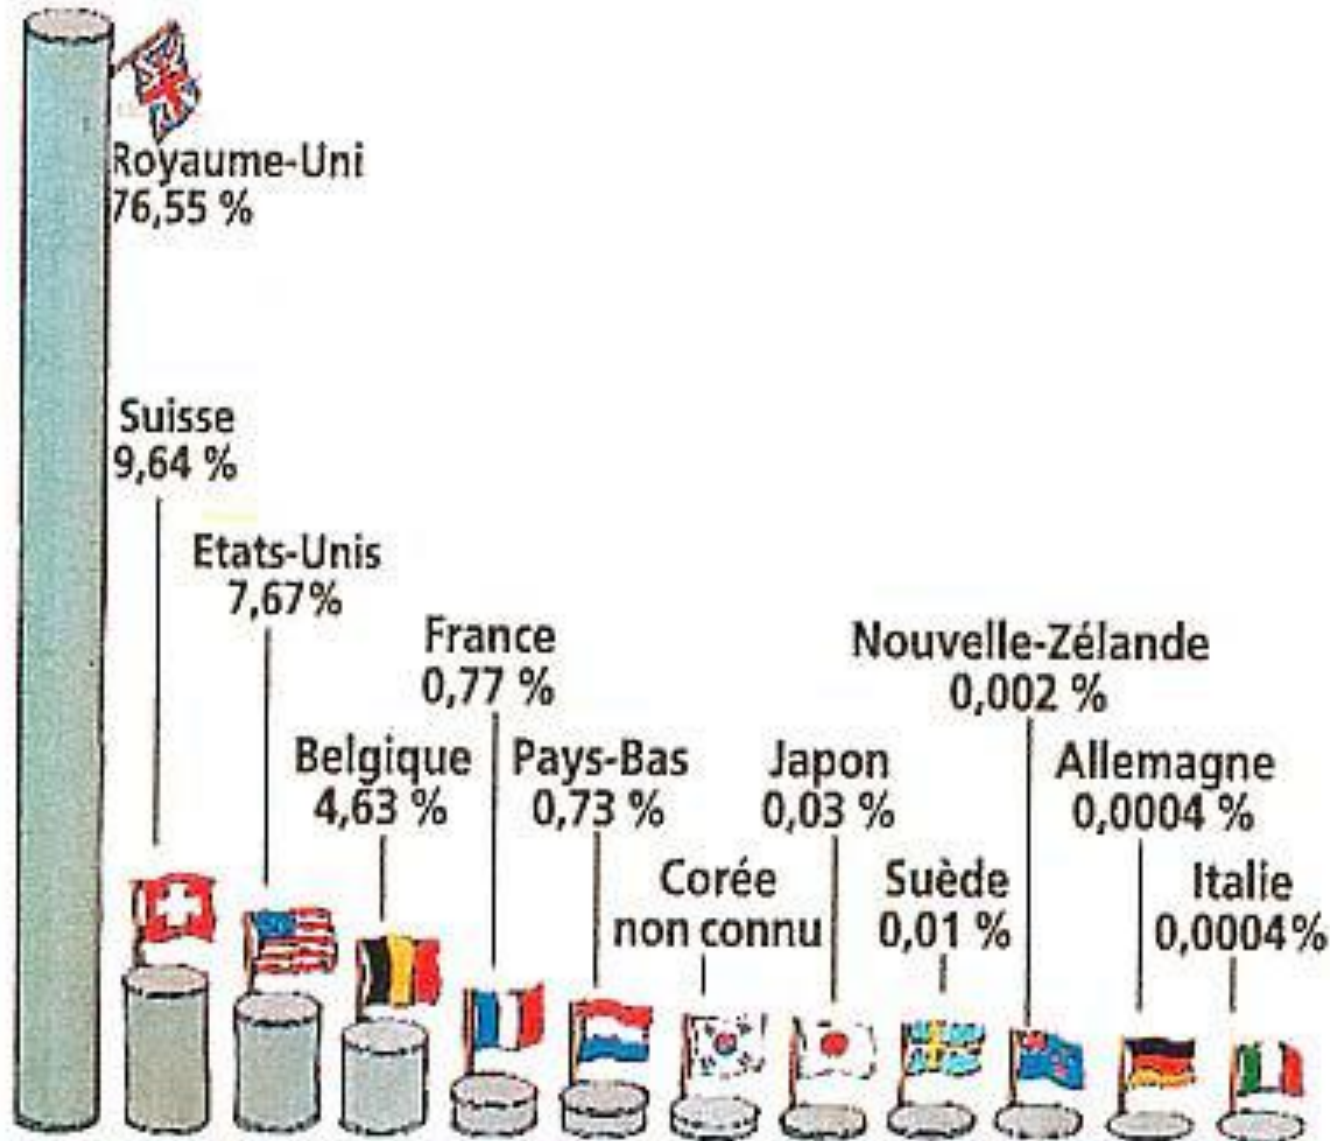 Royaume-Uni
76,55 %
Suisse
9,64 %
Etats-Unis
7,67%
Belgique
4,63 %
France
0,77 %
Pays-Bas
0,73 %
Corée
non connu
Japon
0,03 %
Suède
0,01 %
Nouvelle-Zélande
0,002 %
Allemagne
0,0004 %
Italie
0,0004%